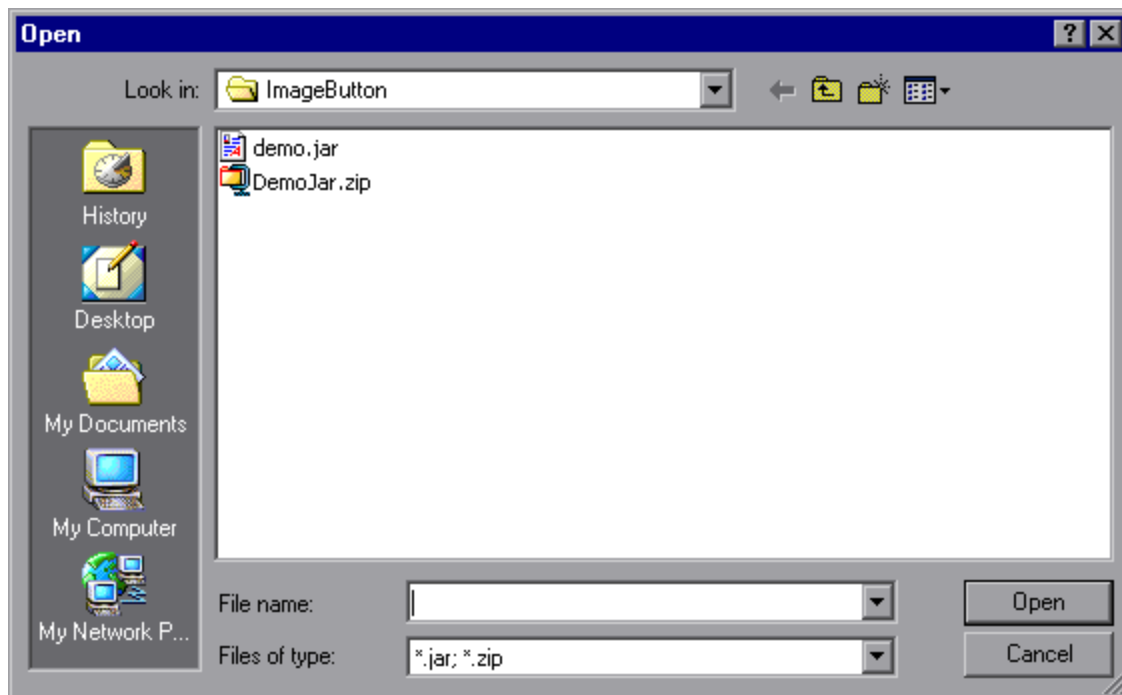 Open
Look in: ImageButton
demo.jar
DemoJar.zip
History
Desktop
My Documents
My Computer
My Network P...
File name:
Open
Files of type: *.jar; *.zip
Cancel